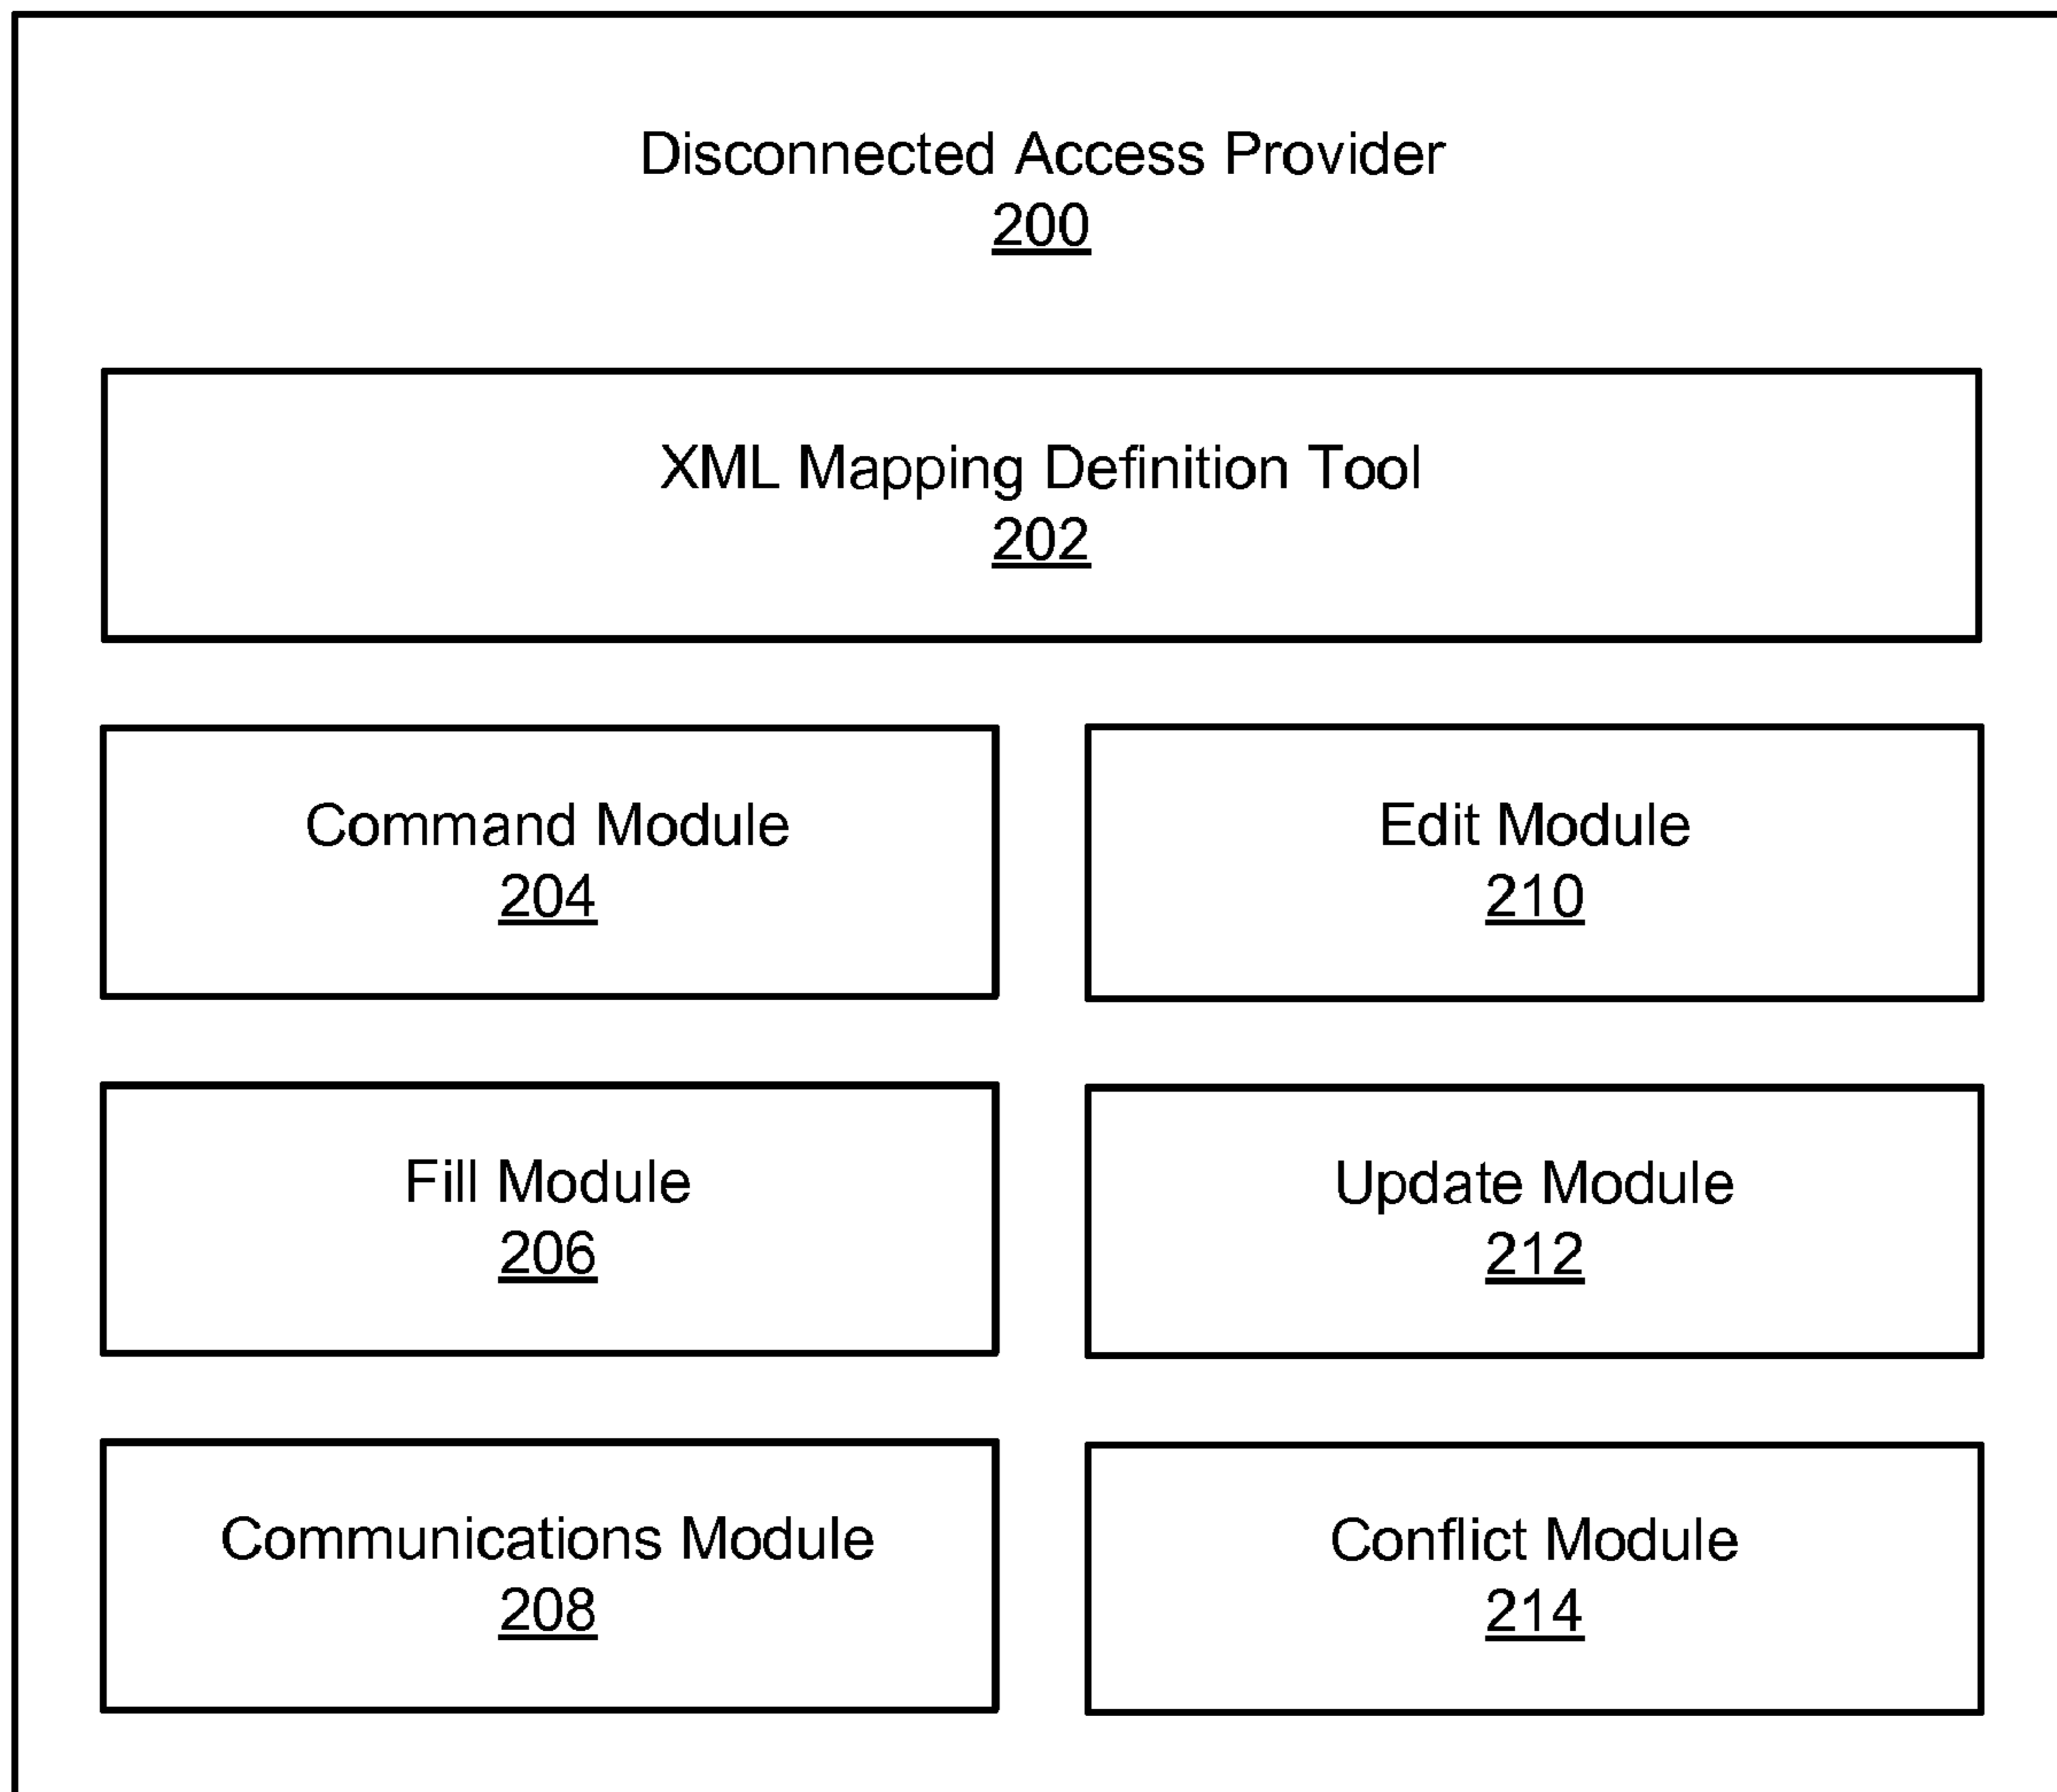 Disconnected Access Provider
200
XML Mapping Definition Tool
202
Command Module
204
Edit Module
210
Fill Module
206
Update Module
212
Communications Module
208
Conflict Module
214